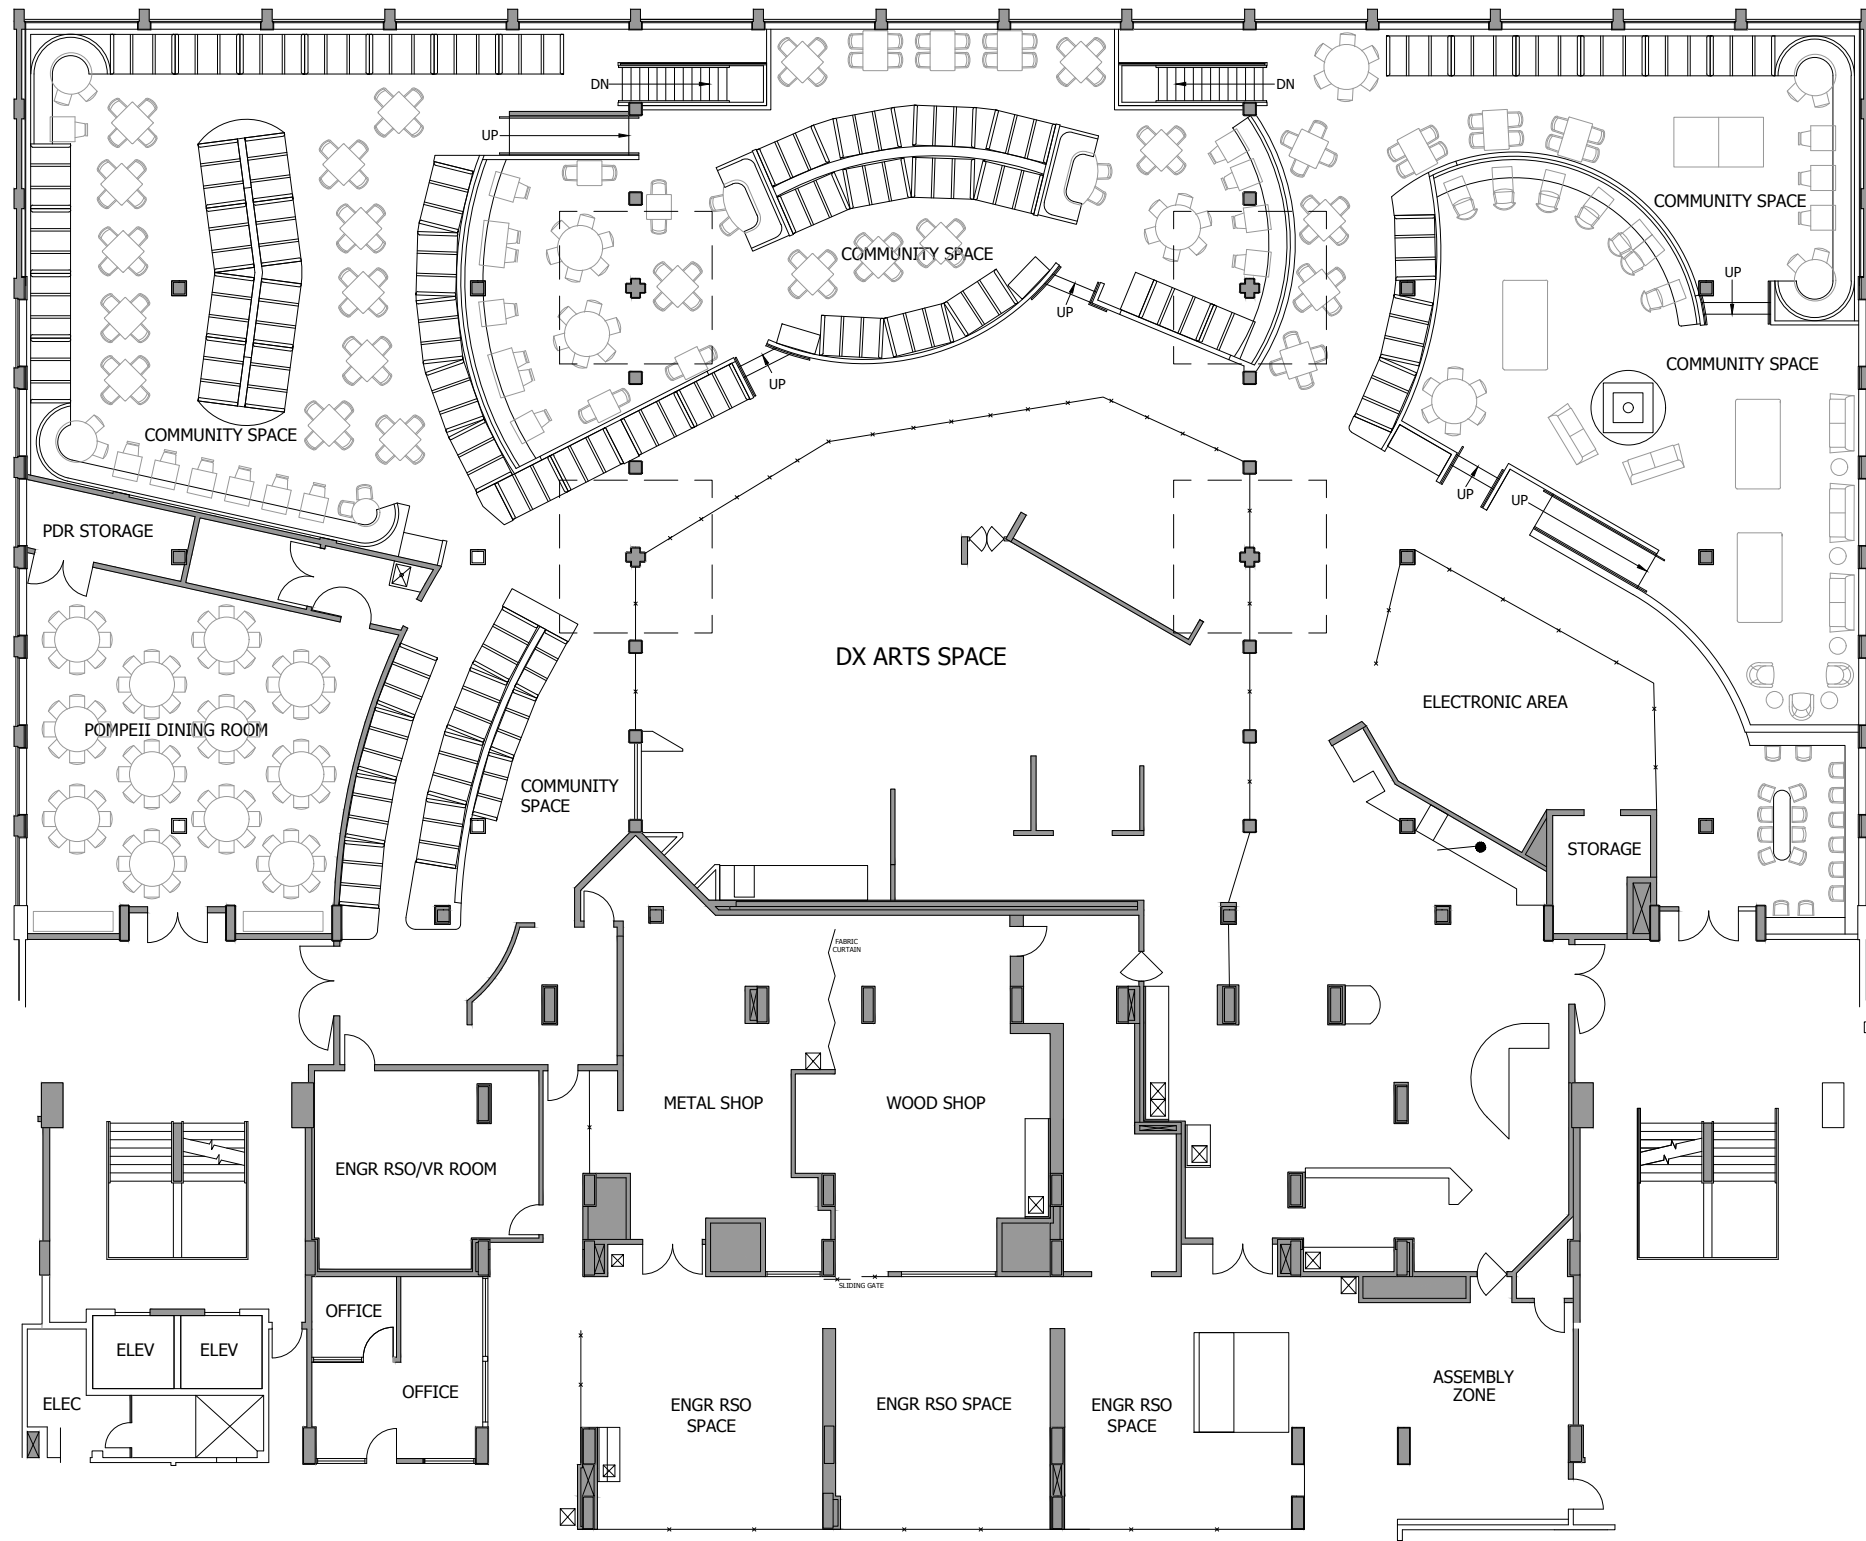 DN
DN
UP
COMMUNITY SPACE
COMMUNITY SPACE
UP
UP
COMMUNITY SPACE
UP
COMMUNITY SPACE
UP
UP
PDR STORAGE
DX ARTS SPACE
ELECTRONIC AREA
POMPEII DINING ROOM
COMMUNITY
SPACE
STORAGE
FABRIC
CURTAIN
METAL SHOP
WOOD SHOP
ENGR RSO/VR ROOM
SLIDING GATE
OFFICE
ELEV
ELEV
OFFICE
ELEC
ENGR RSO
SPACE
ENGR RSO SPACE
ENGR RSO
SPACE
ASSEMBLY
ZONE